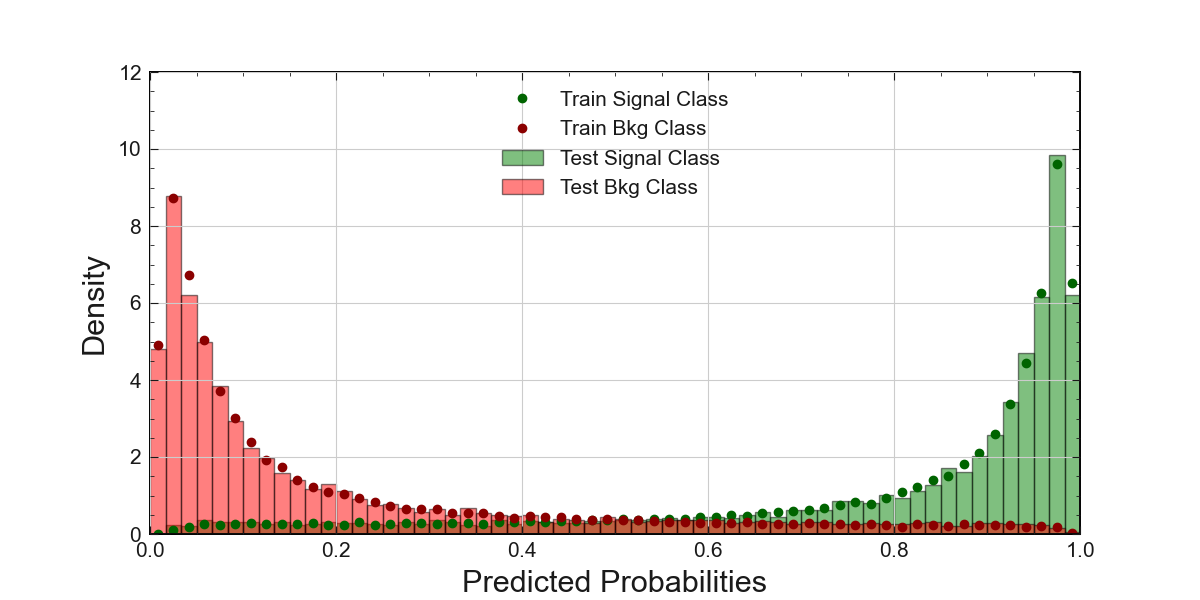 Train Signal Class
Train Bkg Class
Test Signal Class
Test Bkg Class
12
10
8
6
4
2
0
Density
0.0 0.2 0.4 0.6 0.8 1.0
Predicted Probabilities